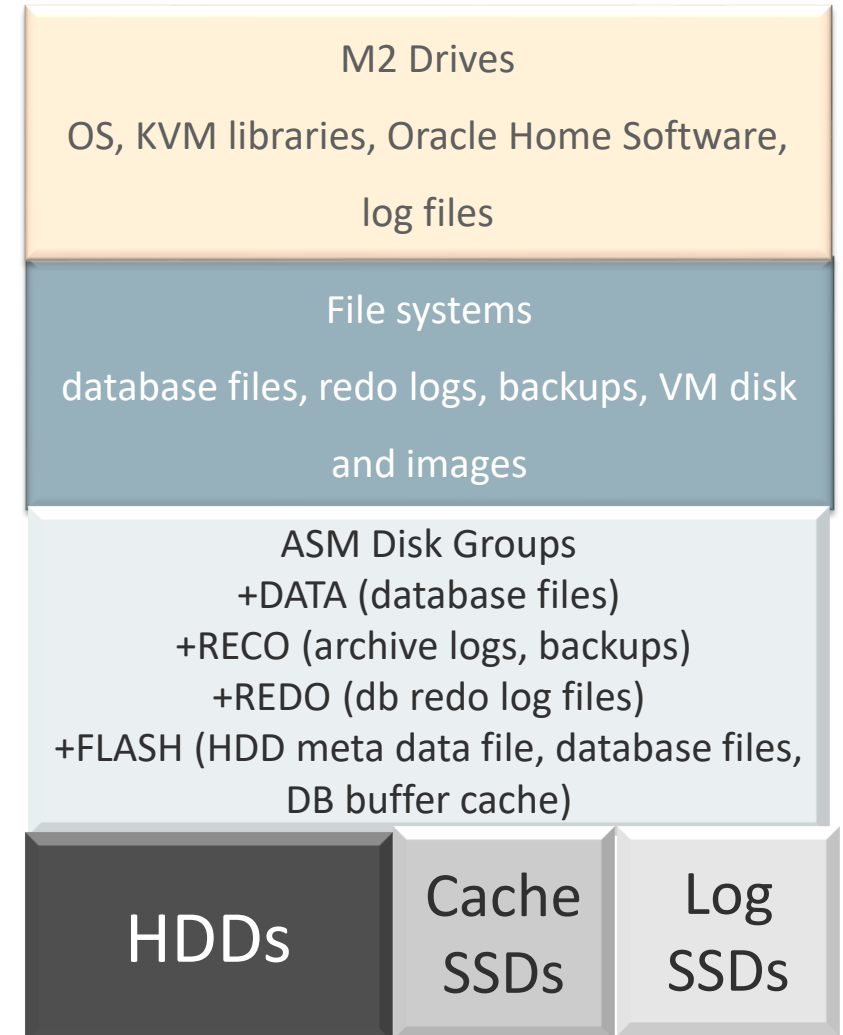 M2 Drives
OS, KVM libraries, Oracle Home Software,
log files
File systems
database files, redo logs, backups, VM disk
and images
ASM Disk Groups
+DATA (database files)
+RECO (archive logs, backups)
+REDO (db redo log files)
+FLASH (HDD meta data file, database files,
DB buffer cache)
HDDs
Cache
SSDs
Log
SSDs